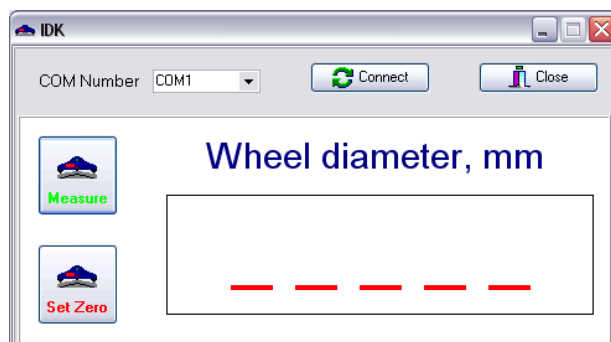 IDK
COM Number COM1 Connect Close
Wheel diameter, mm
Measure
_ _ _ _ _
Set Zero